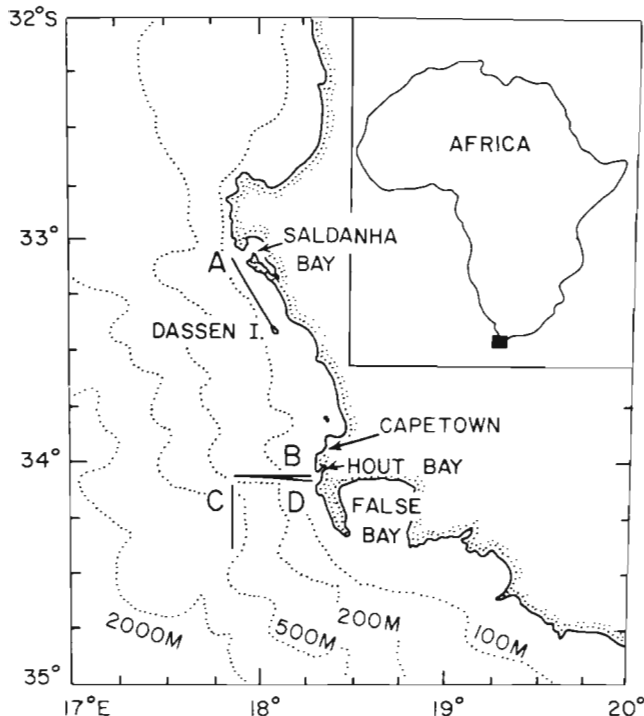 32°S
AFRICA
33°
SALDANHA
BAY
A
DASSEN I.
CAPETOWN
34°
B
HOUT BAY
C
D
FALSE
BAY
2000M
500M
200M
100M
35°
17°E
18°
19°
20°